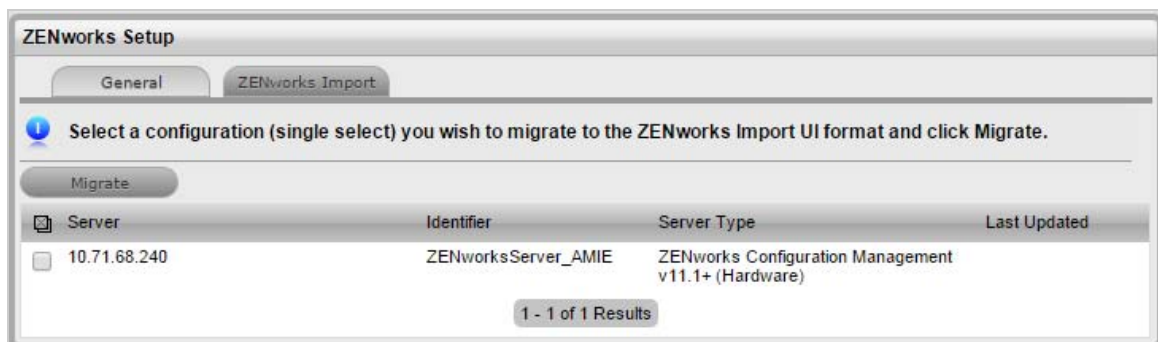 ZENworks Setup
General ZENworks Import
Select a configuration (single select) you wish to migrate to the ZENworks Import UI format and click Migrate.
Migrate
Server Identifier Server Type Last Updated
10.71.68.240 ZENworksServer_AMIE ZENworks Configuration Management
v11.1+ (Hardware)
1 - 1 of 1 Results